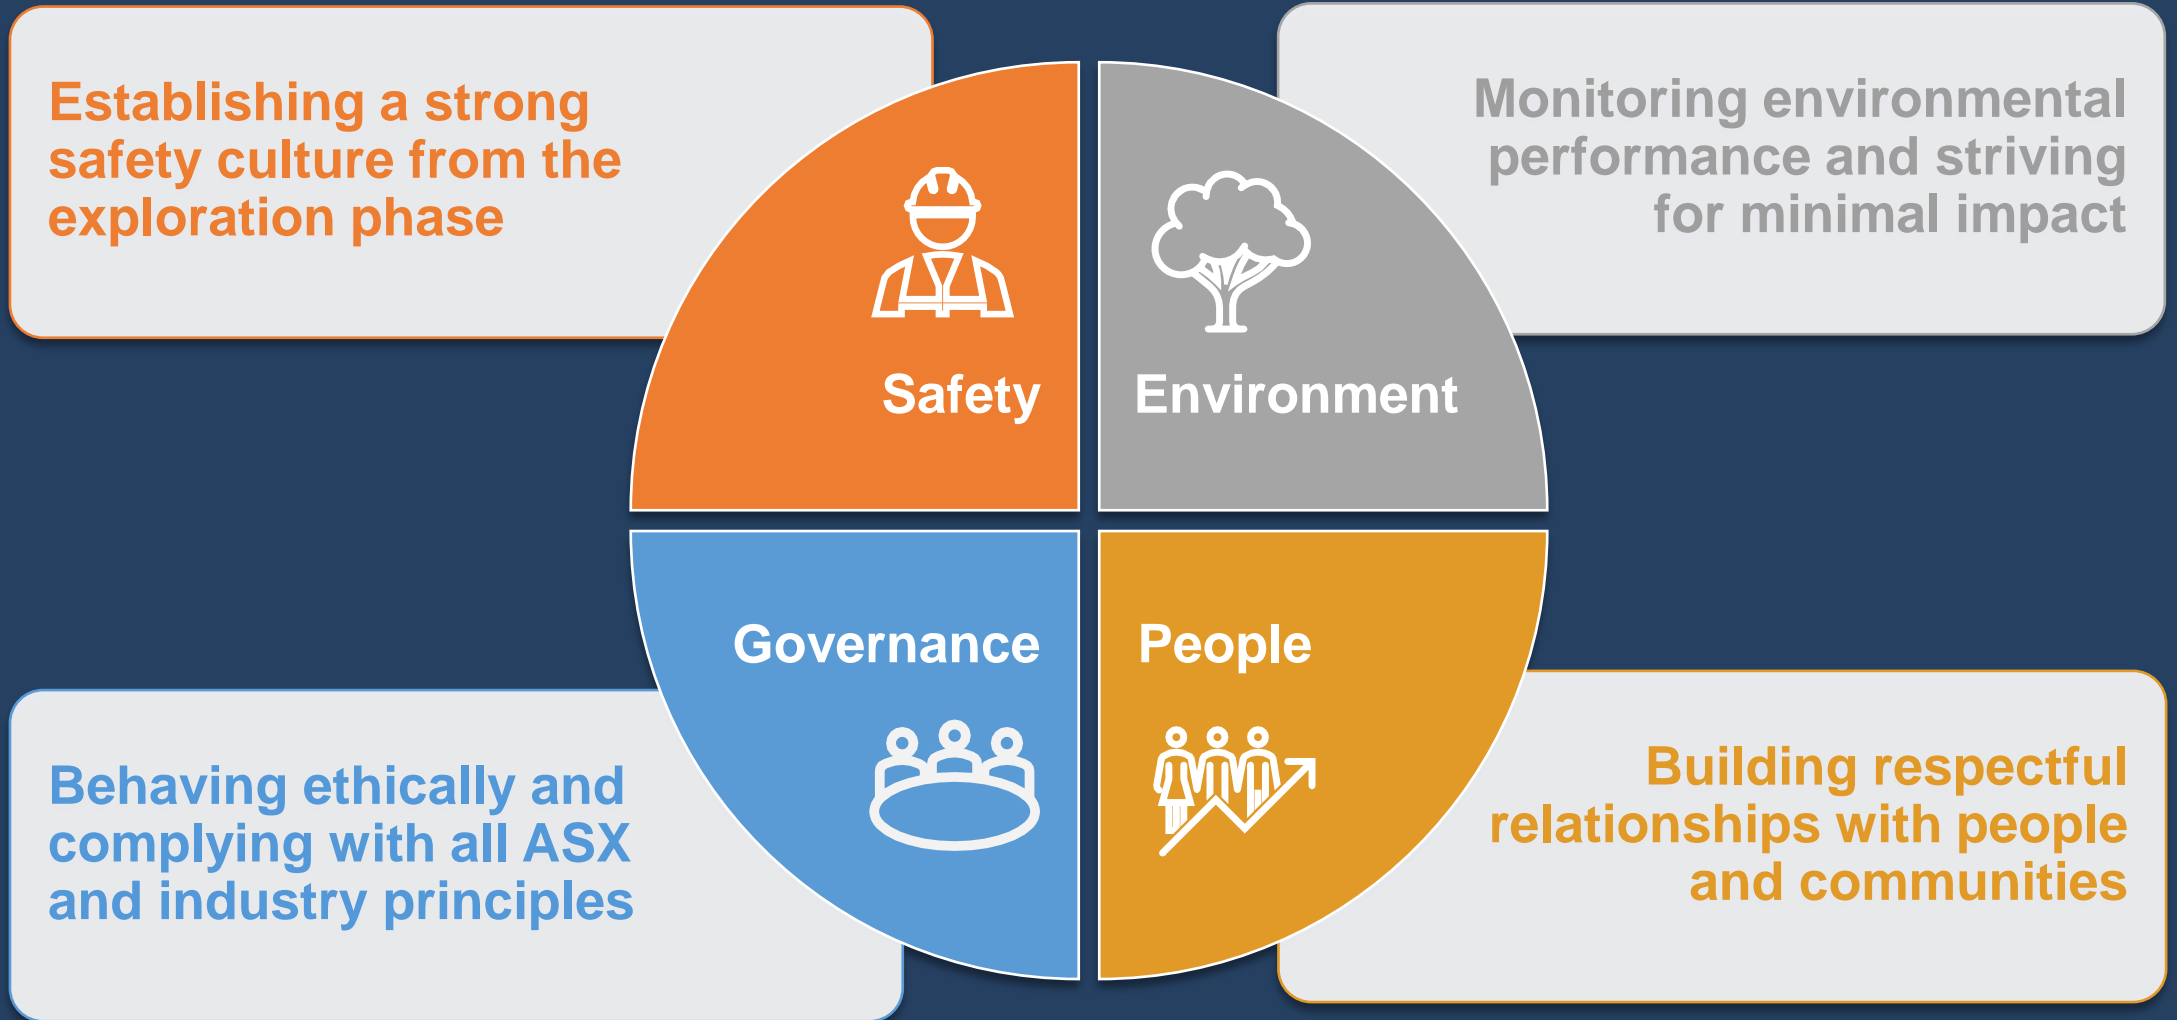 Establishing a strong
safety culture from the
exploration phase
Monitoring environmental
performance and striving
for minimal impact
Safety
Environment
Governance
People
Behaving ethically and
complying with all ASX
and industry principles
Building respectful
relationships with people
and communities